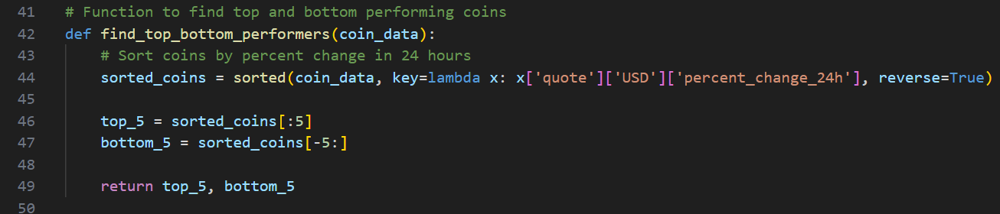 41 # Function to find top and bottom performing coins
42 def find_top_bottom_performers(coin_data):
43     # Sort coins by percent change in 24 hours
44     sorted_coins = sorted(coin_data, key=lambda x: x['quote']['USD']['percent_change_24h'], reverse=True)
45
46     top_5 = sorted_coins[:5]
47     bottom_5 = sorted_coins[-5:]
48
49     return top_5, bottom_5
50